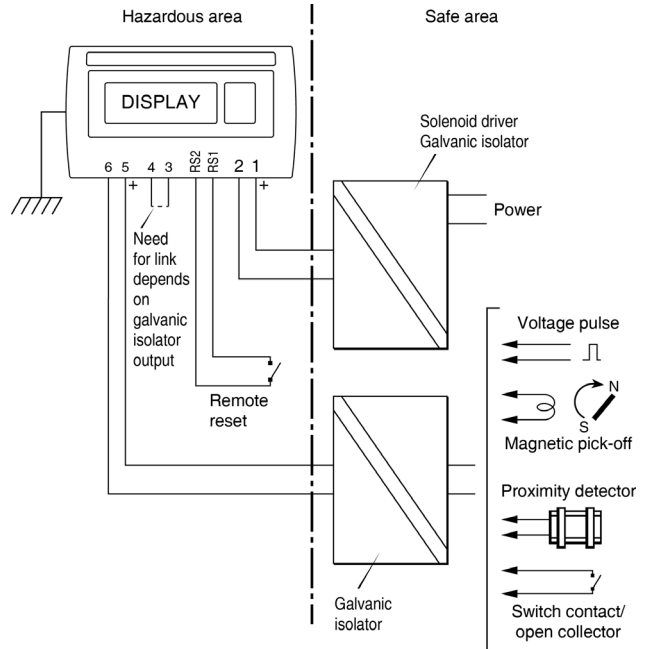 Hazardous area
Safe area
DISPLAY
6 5 4 3 RS2 RS1 2 1
+ +
Solenoid driver
Galvanic isolator
Power
Need
for link
depends
on
galvanic
isolator
output
Remote
reset
Voltage pulse
N
S
Magnetic pick-off
Proximity detector
Switch contact/
open collector
Galvanic
isolator